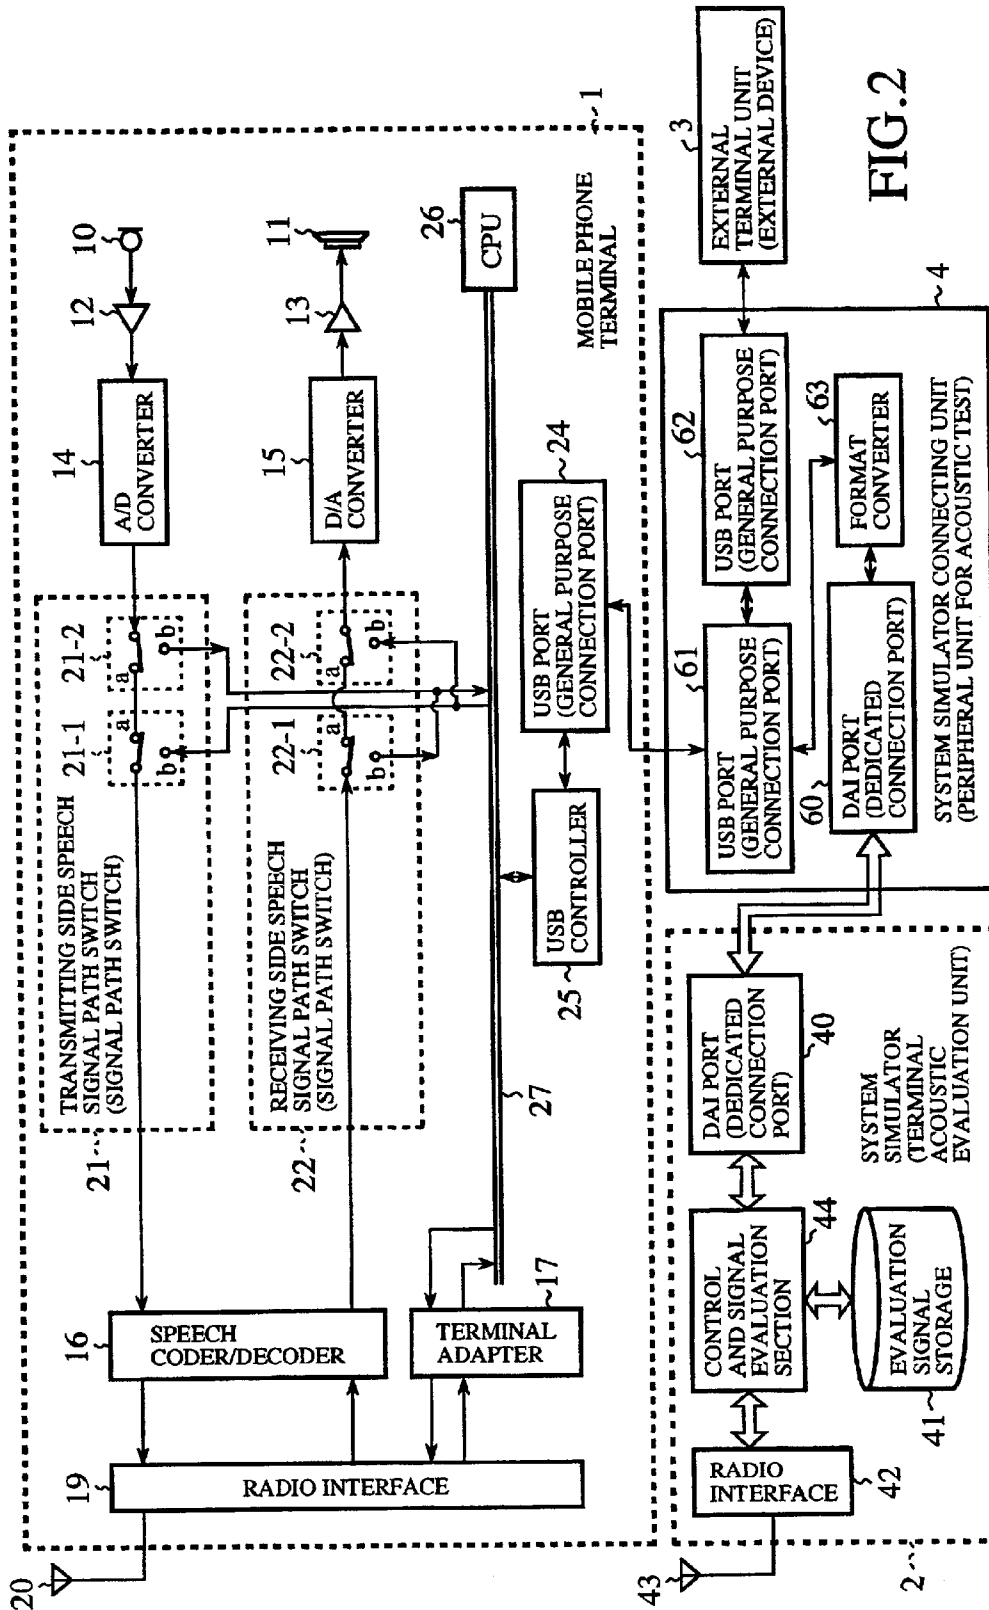 FIG.2
1
MOBILE PHONE
TERMINAL
10
12
14
A/D
CONVERTER
21-2
a
b
21-1
a
b
TRANSMITTING SIDE SPEECH
SIGNAL PATH SWITCH
(SIGNAL PATH SWITCH)
21
16
SPEECH
CODER/DECODER
19
RADIO INTERFACE
20
11
13
15
D/A
CONVERTER
22-2
a
b
22-1
a
b
RECEIVING SIDE SPEECH
SIGNAL PATH SWITCH
(SIGNAL PATH SWITCH)
22
17
TERMINAL
ADAPTER
26
CPU
27
24
USB PORT
(GENERAL PURPOSE
CONNECTION PORT)
USB
CONTROLLER
25
3
EXTERNAL
TERMINAL UNIT
(EXTERNAL DEVICE)
4
62
USB PORT
(GENERAL PURPOSE
CONNECTION PORT)
61
USB PORT
(GENERAL PURPOSE
CONNECTION PORT)
63
FORMAT
CONVERTER
60
DAI PORT
(DEDICATED
CONNECTION PORT)
SYSTEM SIMULATOR CONNECTING UNIT
(PERIPHERAL UNIT FOR ACOUSTIC TEST)
DAI PORT
(DEDICATED
CONNECTION
PORT)
40
SYSTEM
SIMULATOR
(TERMINAL
ACOUSTIC
EVALUATION UNIT)
CONTROL
AND SIGNAL
EVALUATION
SECTION
44
EVALUATION
SIGNAL
STORAGE
41
RADIO
INTERFACE
42
43
2